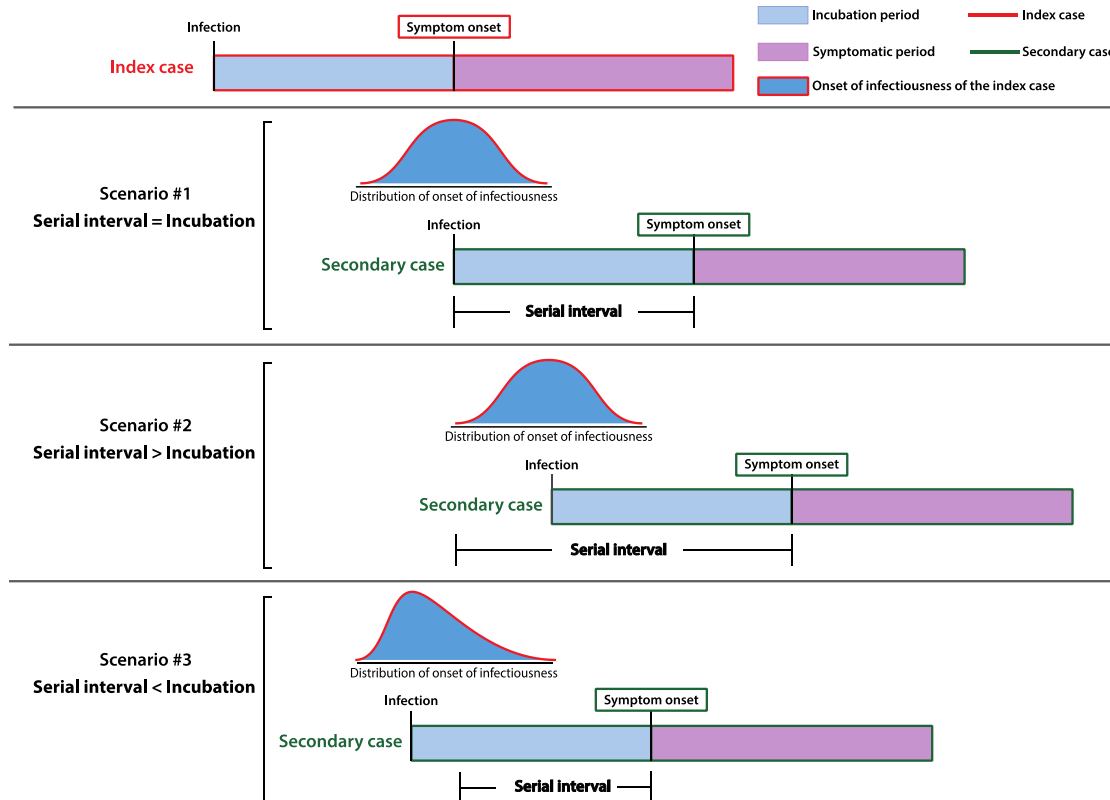 Infection
Symptom onset
Index case
Incubation period
Index case
Symptomatic period
Secondary case
Onset of infectiousness of the index case
Scenario #1
Serial interval = Incubation
Distribution of onset of infectiousness
Infection
Symptom onset
Secondary case
Serial interval
Scenario #2
Serial interval > Incubation
Distribution of onset of infectiousness
Infection
Symptom onset
Secondary case
Serial interval
Scenario #3
Serial interval < Incubation
Distribution of onset of infectiousness
Infection
Symptom onset
Secondary case
Serial interval